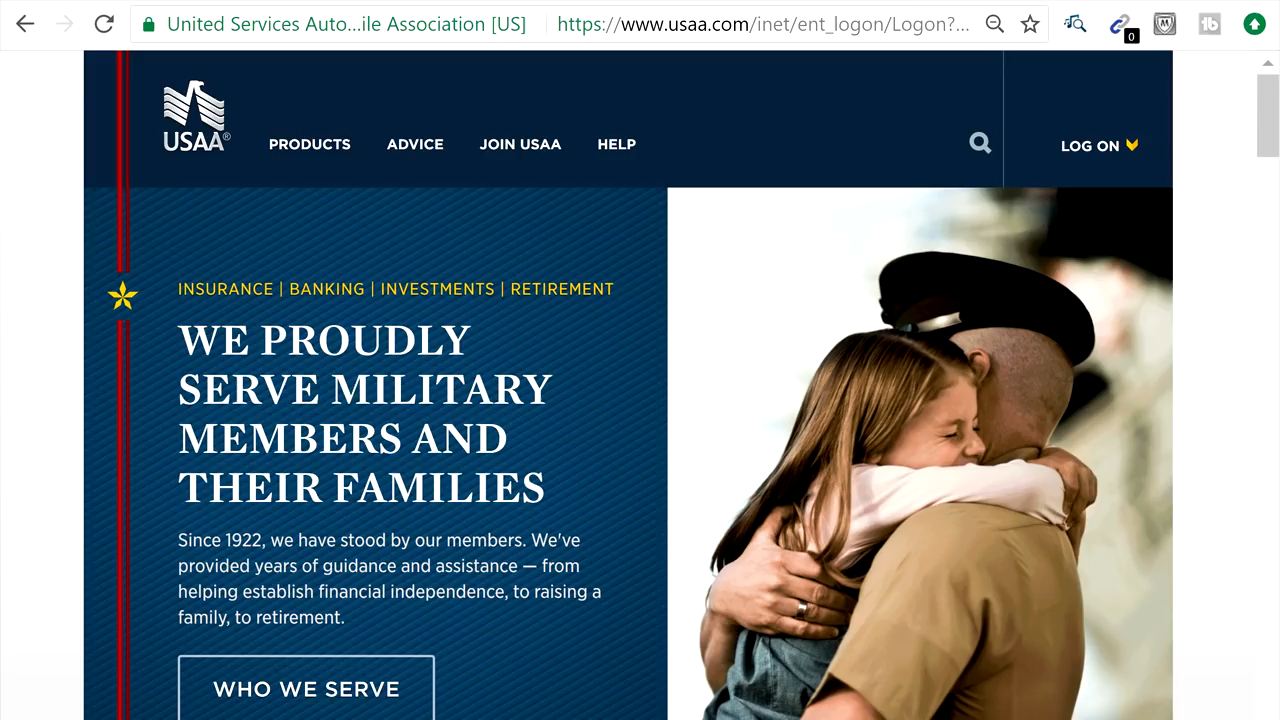 United Services Auto...ile Association [US]
https://www.usaa.com/inet/ent_logon/Logon?...
0
USAA®
PRODUCTS
ADVICE
JOIN USAA
HELP
LOG ON
INSURANCE | BANKING | INVESTMENTS | RETIREMENT
WE PROUDLY
SERVE MILITARY
MEMBERS AND
THEIR FAMILIES
Since 1922, we have stood by our members. We've
provided years of guidance and assistance — from
helping establish financial independence, to raising a
family, to retirement.
WHO WE SERVE